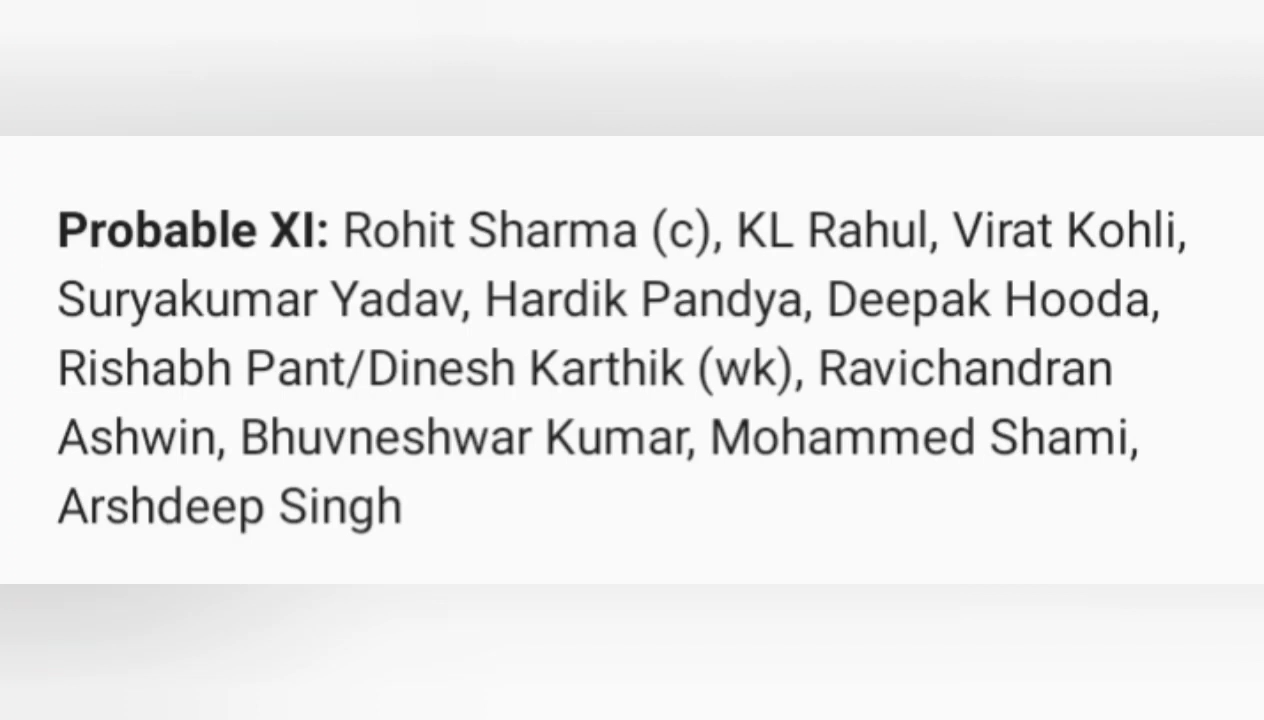 Probable XI: Rohit Sharma (c), KL Rahul, Virat Kohli,
Suryakumar Yadav, Hardik Pandya, Deepak Hooda,
Rishabh Pant/Dinesh Karthik (wk), Ravichandran
Ashwin, Bhuvneshwar Kumar, Mohammed Shami,
Arshdeep Singh